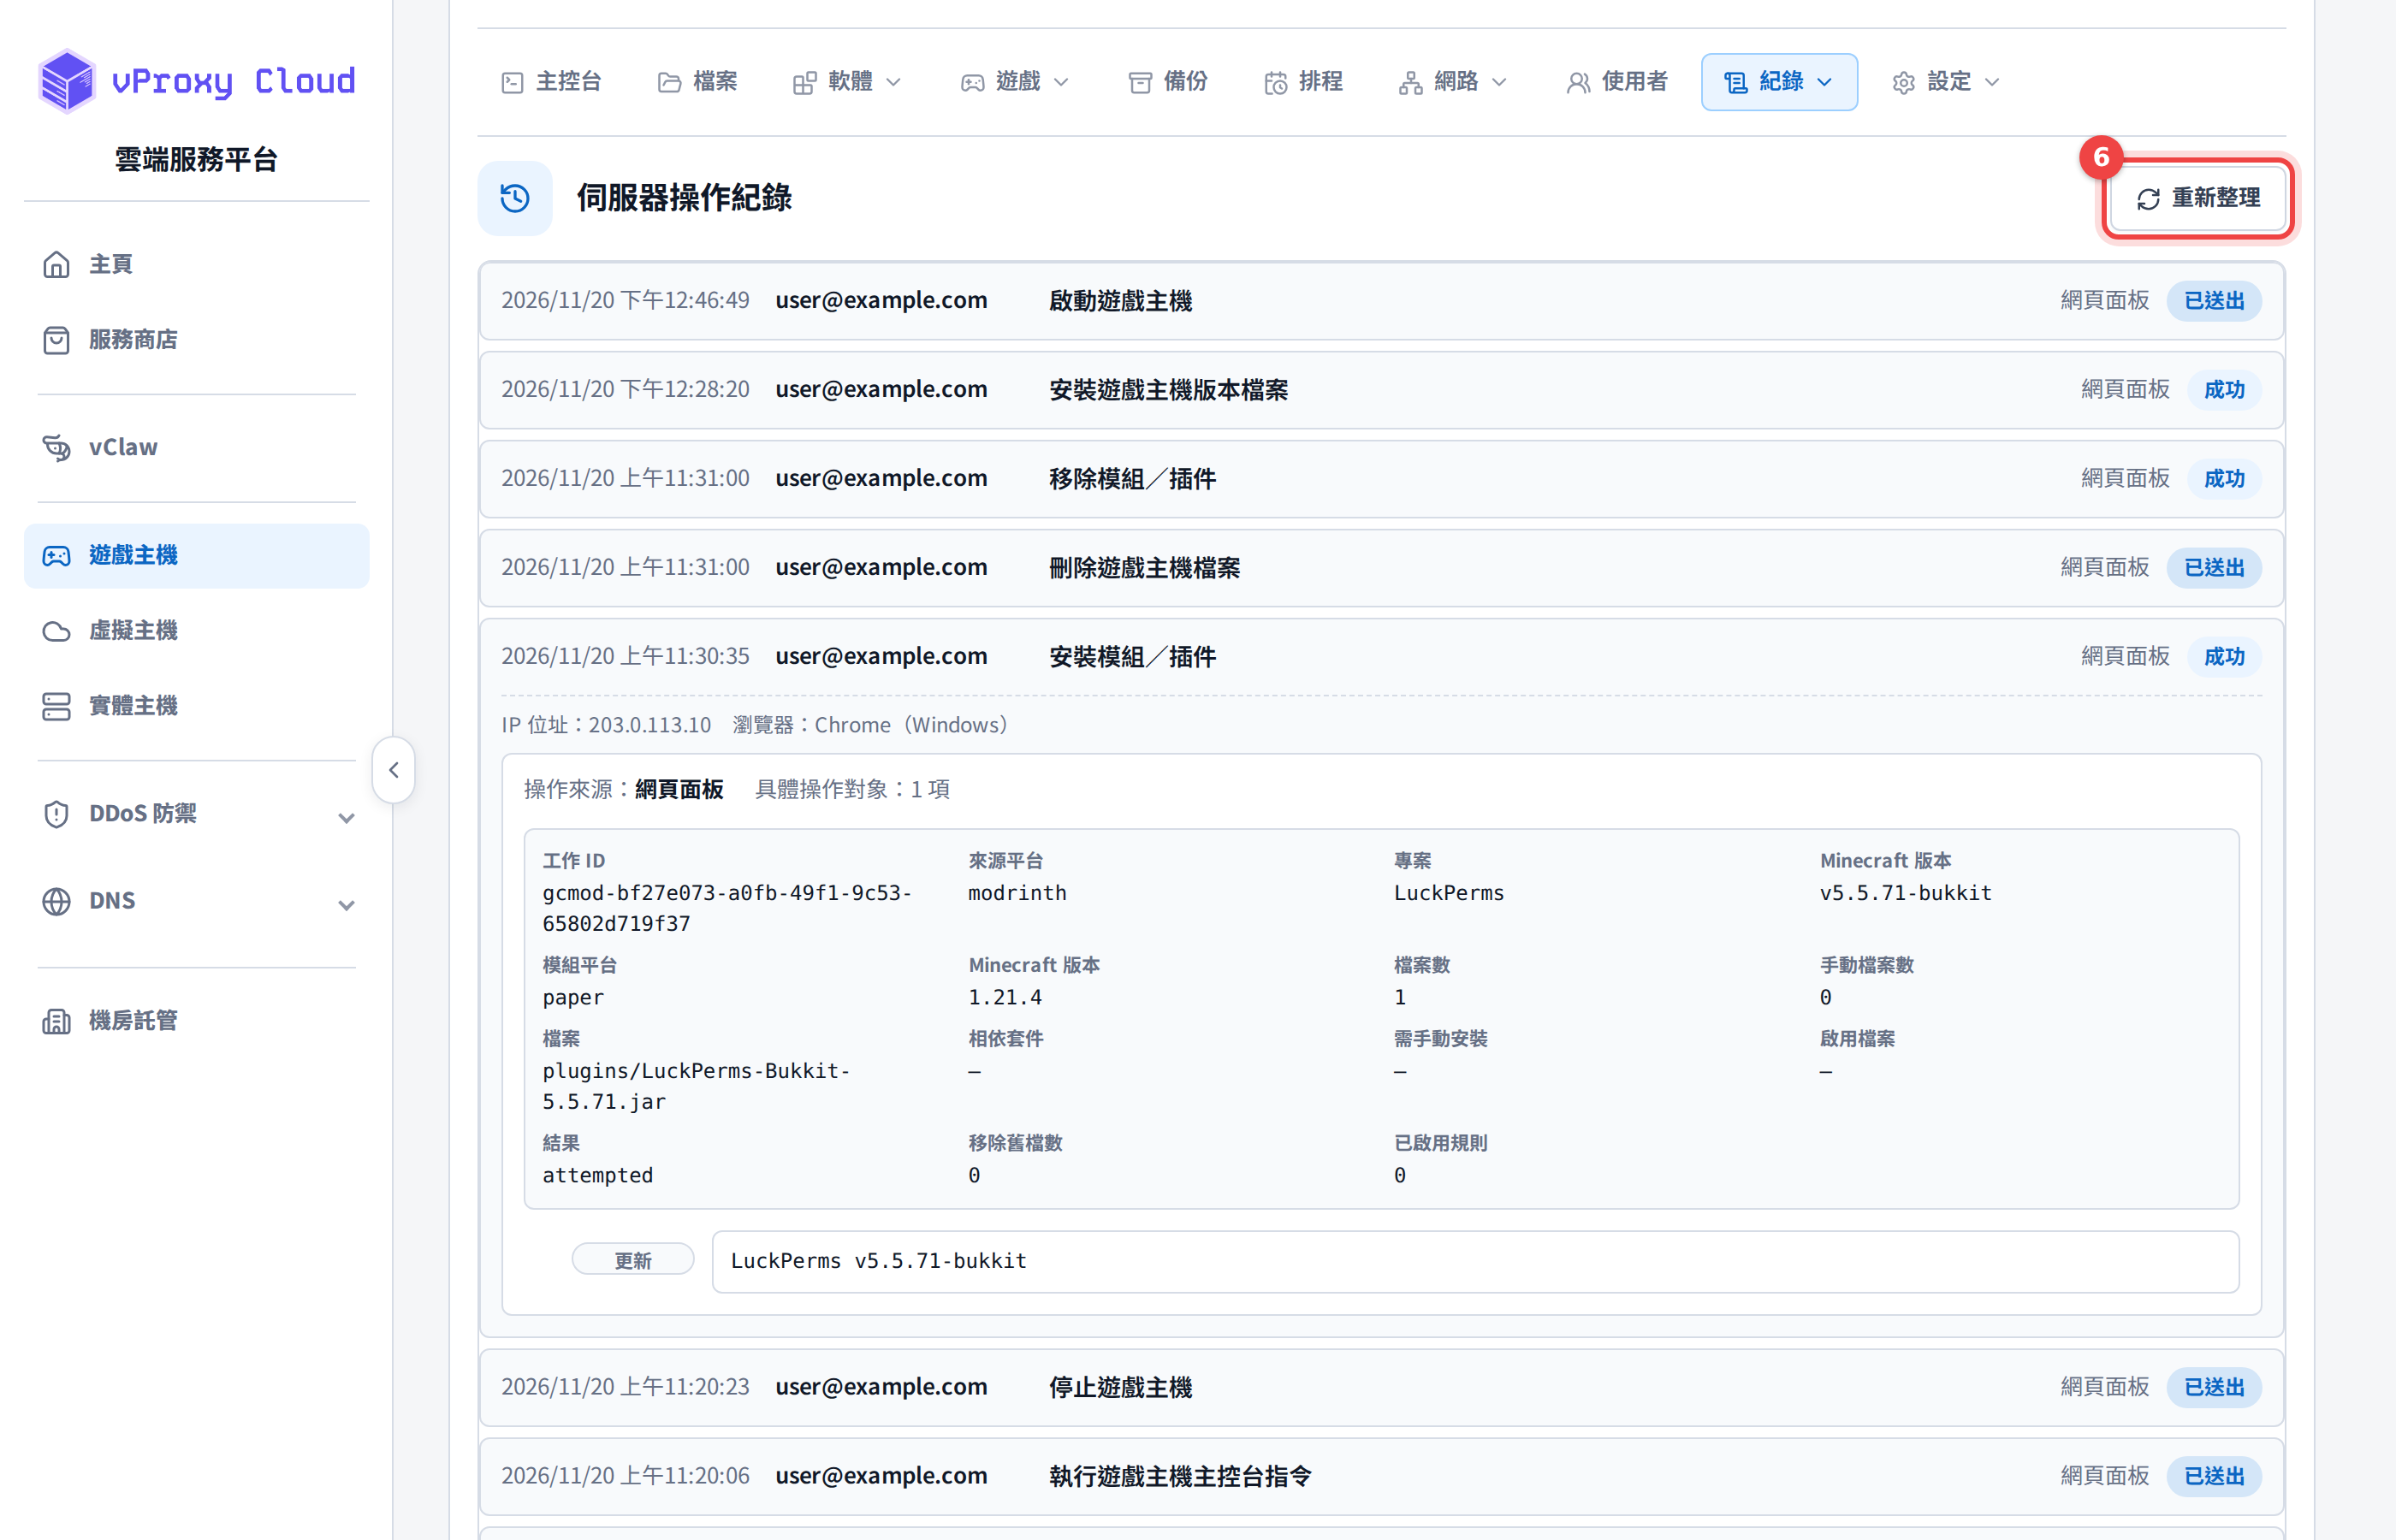 vProxy Cloud
雲端服務平台
主頁
服務商店
vClaw
遊戲主機
虛擬主機
實體主機
DDoS 防禦
DNS
機房託管
主控台 檔案 軟體 遊戲 備份 排程 網路 使用者 紀錄 設定
伺服器操作紀錄
6
重新整理
2026/11/20 下午12:46:49 user@example.com 啟動遊戲主機 網頁面板 已送出
2026/11/20 下午12:28:20 user@example.com 安裝遊戲主機版本檔案 網頁面板 成功
2026/11/20 上午11:31:00 user@example.com 移除模組／插件 網頁面板 成功
2026/11/20 上午11:31:00 user@example.com 刪除遊戲主機檔案 網頁面板 已送出
2026/11/20 上午11:30:35 user@example.com 安裝模組／插件 網頁面板 成功
IP 位址：203.0.113.10 瀏覽器：Chrome（Windows）
操作來源：網頁面板 具體操作對象：1 項
工作 ID 來源平台 專案 Minecraft 版本
gcmod-bf27e073-a0fb-49f1-9c53- modrinth LuckPerms v5.5.71-bukkit
65802d719f37
模組平台 Minecraft 版本 檔案數 手動檔案數
paper 1.21.4 1 0
檔案 相依套件 需手動安裝 啟用檔案
plugins/LuckPerms-Bukkit- — — —
5.5.71.jar
結果 移除舊檔數 已啟用規則
attempted 0 0
更新 LuckPerms v5.5.71-bukkit
2026/11/20 上午11:20:23 user@example.com 停止遊戲主機 網頁面板 已送出
2026/11/20 上午11:20:06 user@example.com 執行遊戲主機主控台指令 網頁面板 已送出